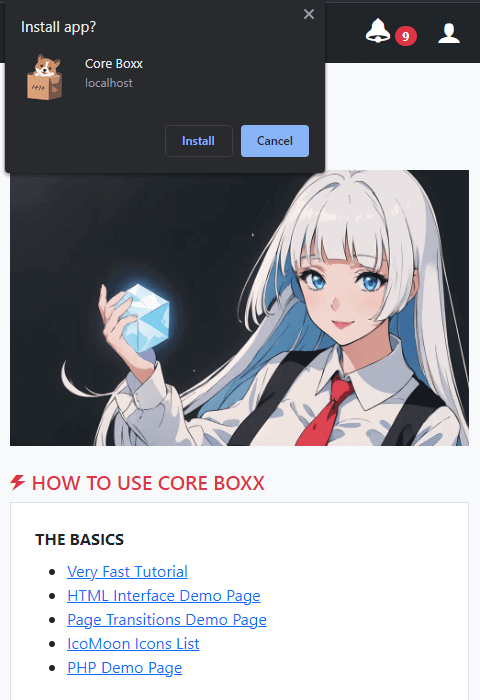 Install app?
Core Boxx
localhost
Install
Cancel
9
HOW TO USE CORE BOXX
THE BASICS
Very Fast Tutorial
HTML Interface Demo Page
Page Transitions Demo Page
IcoMoon Icons List
PHP Demo Page